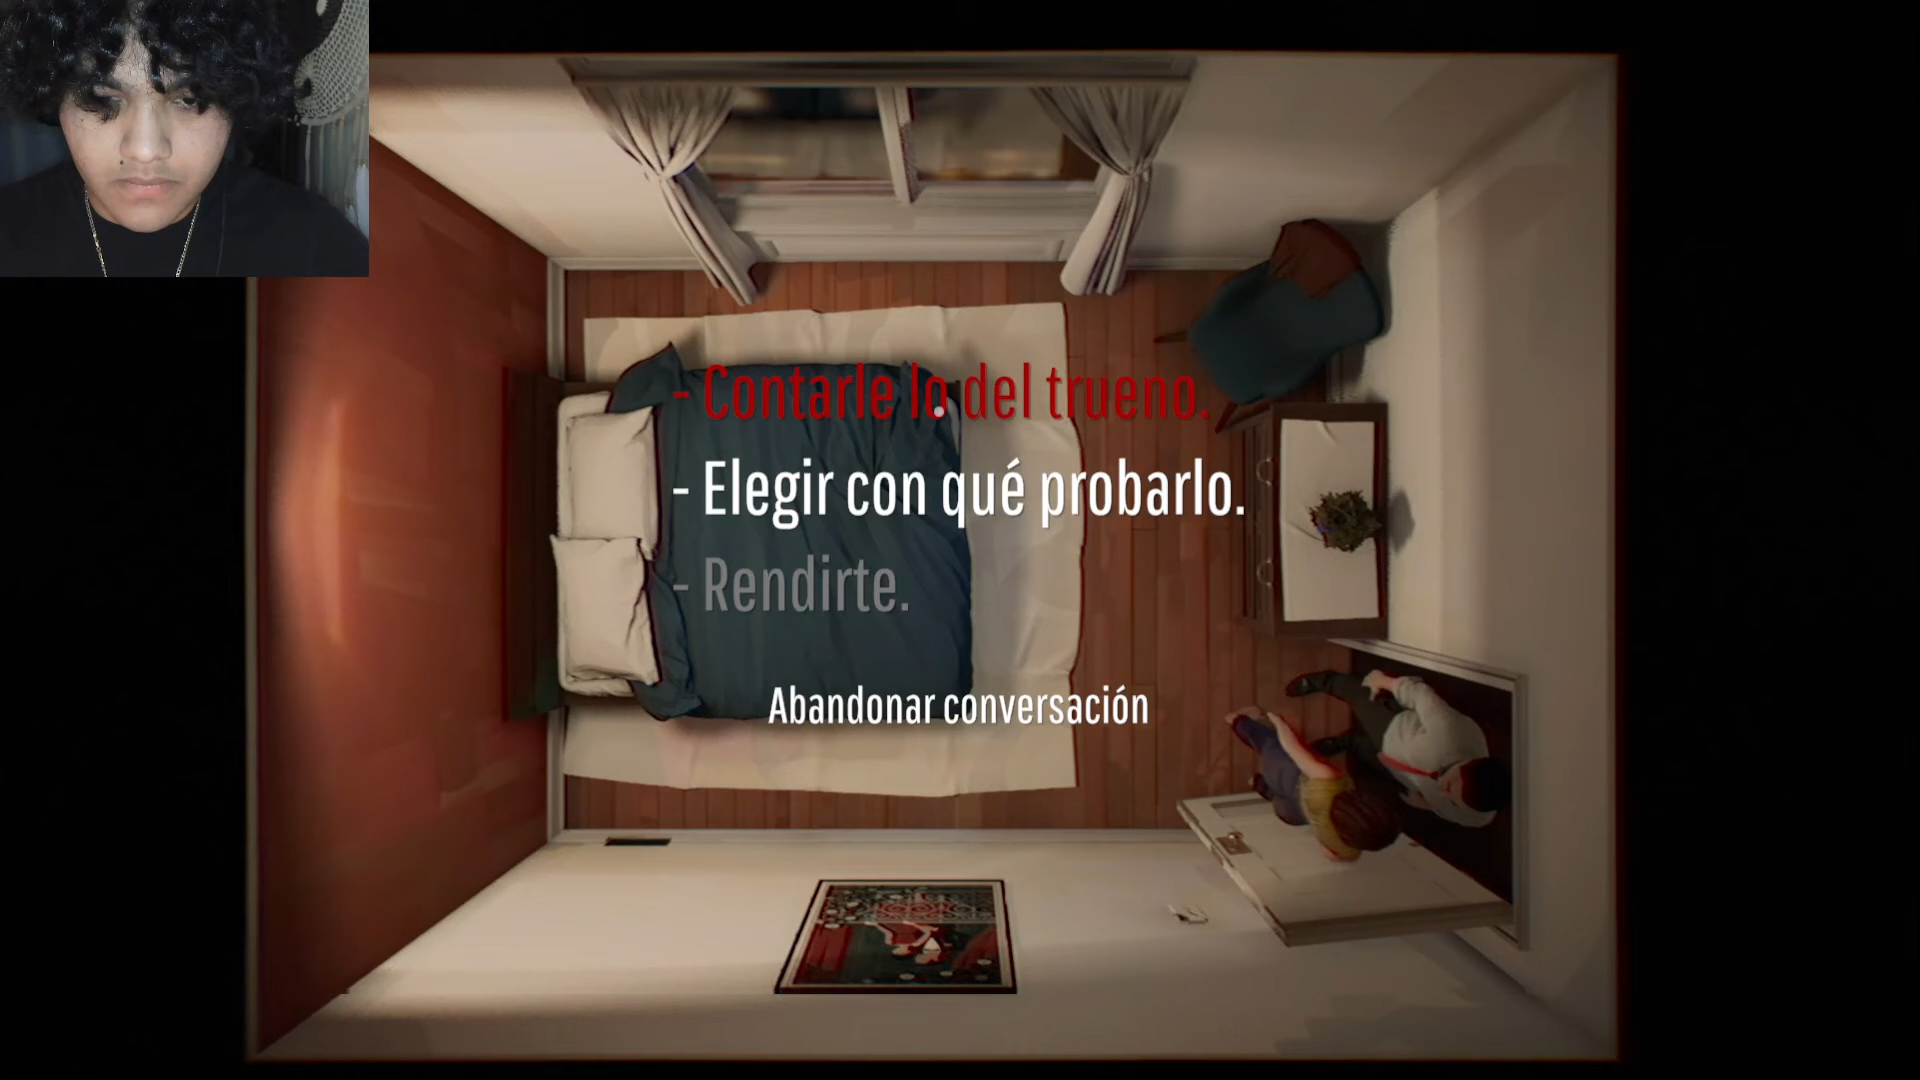 - Contarle lo del trueno.
- Elegir con qué probarlo.
- Rendirte.
Abandonar conversación